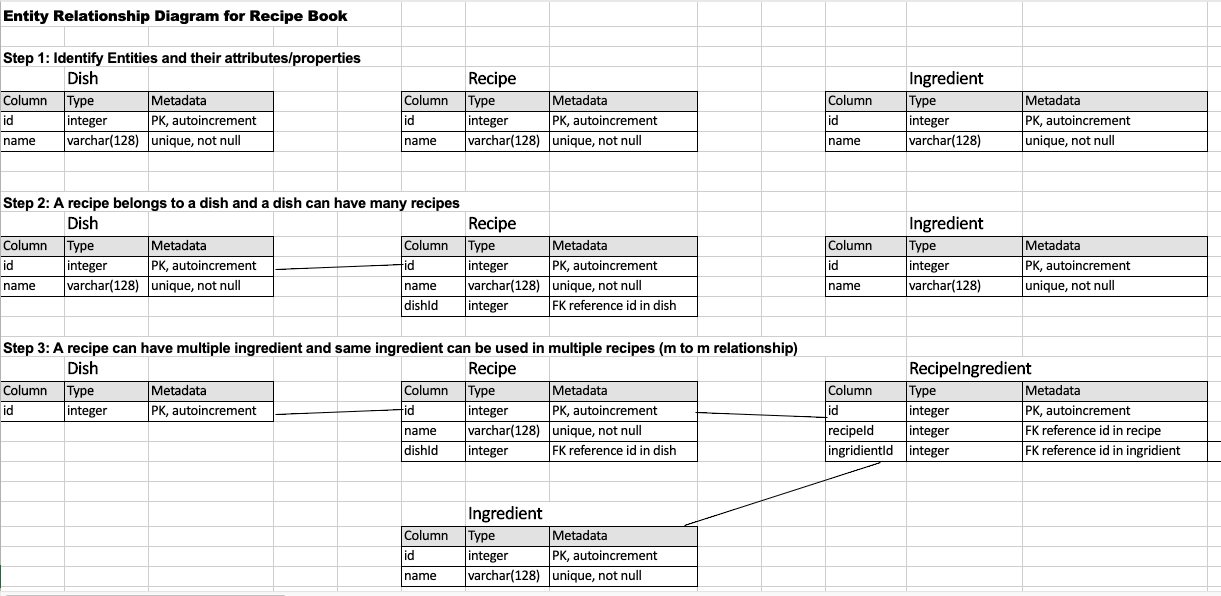 Entity Relationship Diagram for Recipe Book
Step 1: Identify Entities and their attributes/properties
Dish Recipe Ingredient
Column Type Metadata Column Type Metadata Column Type Metadata
id integer PK, autoincrement id integer PK, autoincrement id integer PK, autoincrement
name varchar(128) unique, not null name varchar(128) unique, not null name varchar(128) unique, not null
Step 2: A recipe belongs to a dish and a dish can have many recipes
Dish Recipe Ingredient
Column Type Metadata Column Type Metadata Column Type Metadata
id integer PK, autoincrement id integer PK, autoincrement id integer PK, autoincrement
name varchar(128) unique, not null name varchar(128) unique, not null name varchar(128) unique, not null
dishId integer FK reference id in dish
Step 3: A recipe can have multiple ingredient and same ingredient can be used in multiple recipes (m to m relationship)
Dish Recipe RecipeIngredient
Column Type Metadata Column Type Metadata Column Type Metadata
id integer PK, autoincrement id integer PK, autoincrement id integer PK, autoincrement
name varchar(128) unique, not null recipeId integer FK reference id in recipe
dishId integer FK reference id in dish ingridientId integer FK reference id in ingridient
Ingredient
Column Type Metadata
id integer PK, autoincrement
name varchar(128) unique, not null